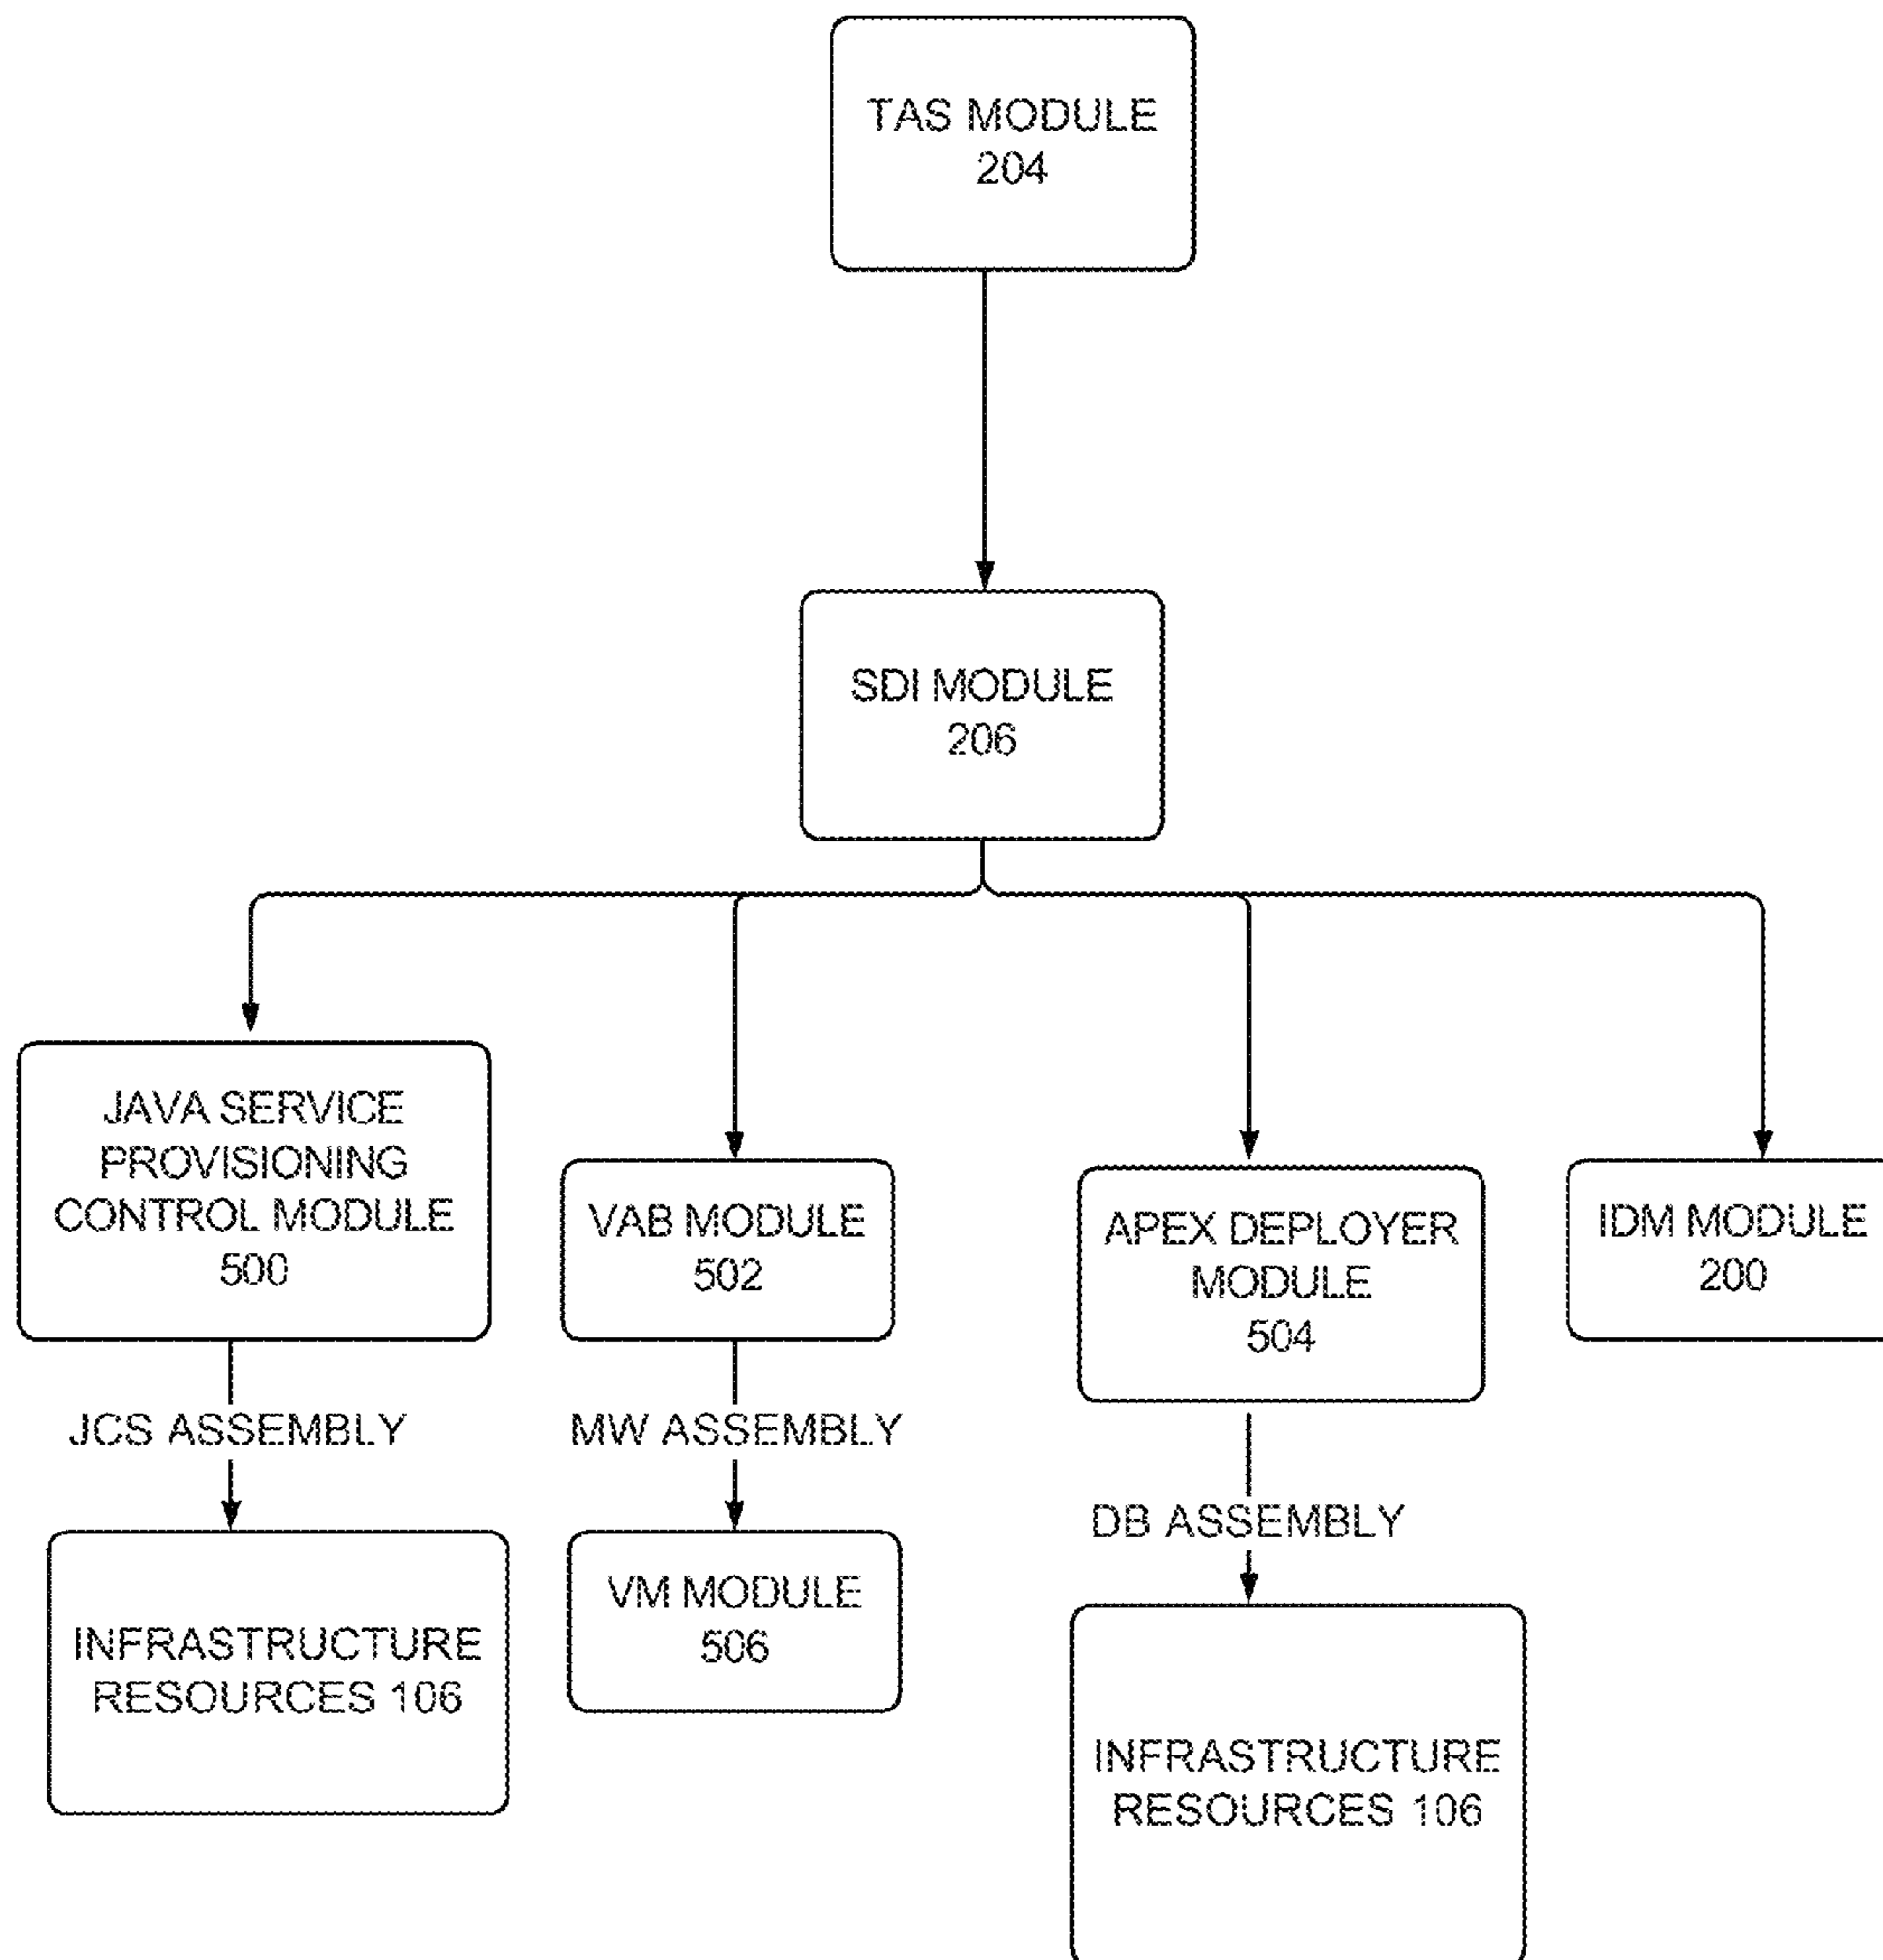 TAS MODULE
204
SDI MODULE
206
JAVA SERVICE
PROVISIONING
CONTROL MODULE
500
VAB MODULE
502
APEX DEPLOYER
MODULE
504
IDM MODULE
200
JCS ASSEMBLY
MW ASSEMBLY
DB ASSEMBLY
INFRASTRUCTURE
RESOURCES 106
VM MODULE
506
INFRASTRUCTURE
RESOURCES 106